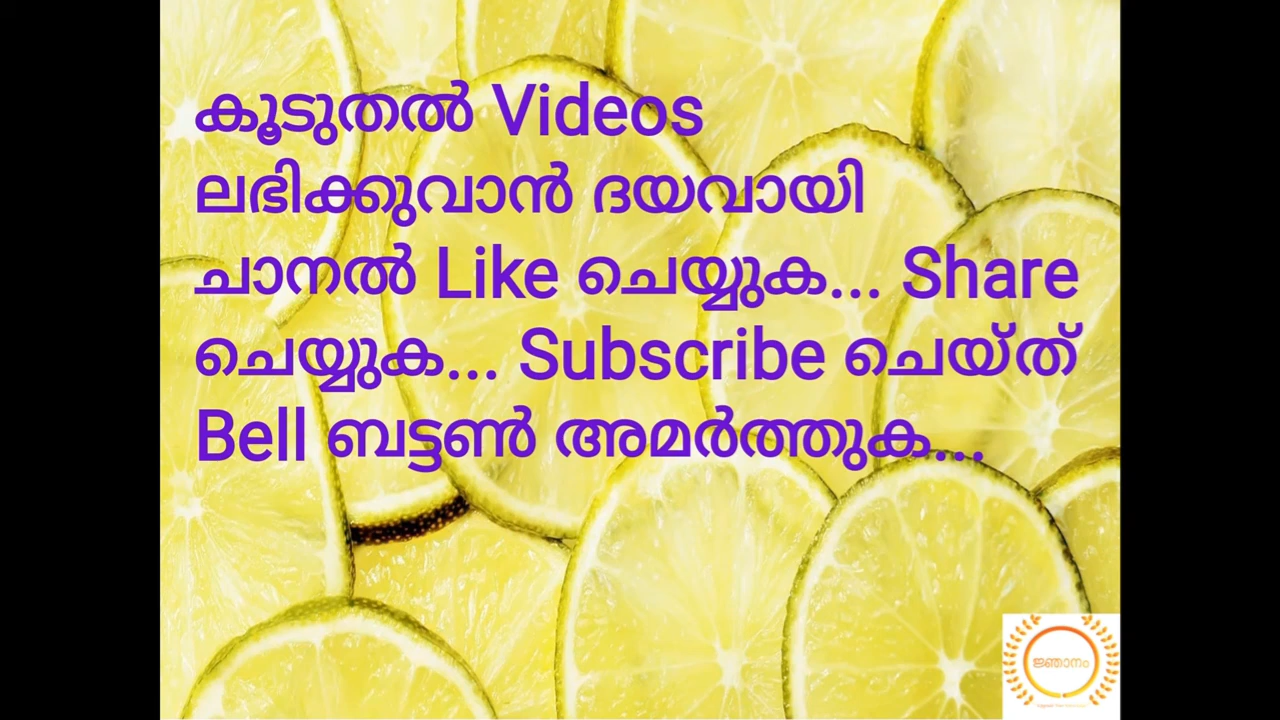 കൂടുതൽ Videos
ലഭിക്കുവാൻ ദയവായി
ചാനൽ Like ചെയ്യുക... Share
ചെയ്യുക... Subscribe ചെയ്ത്
Bell ബട്ടൺ അമർത്തുക...
ജ്ഞാനം